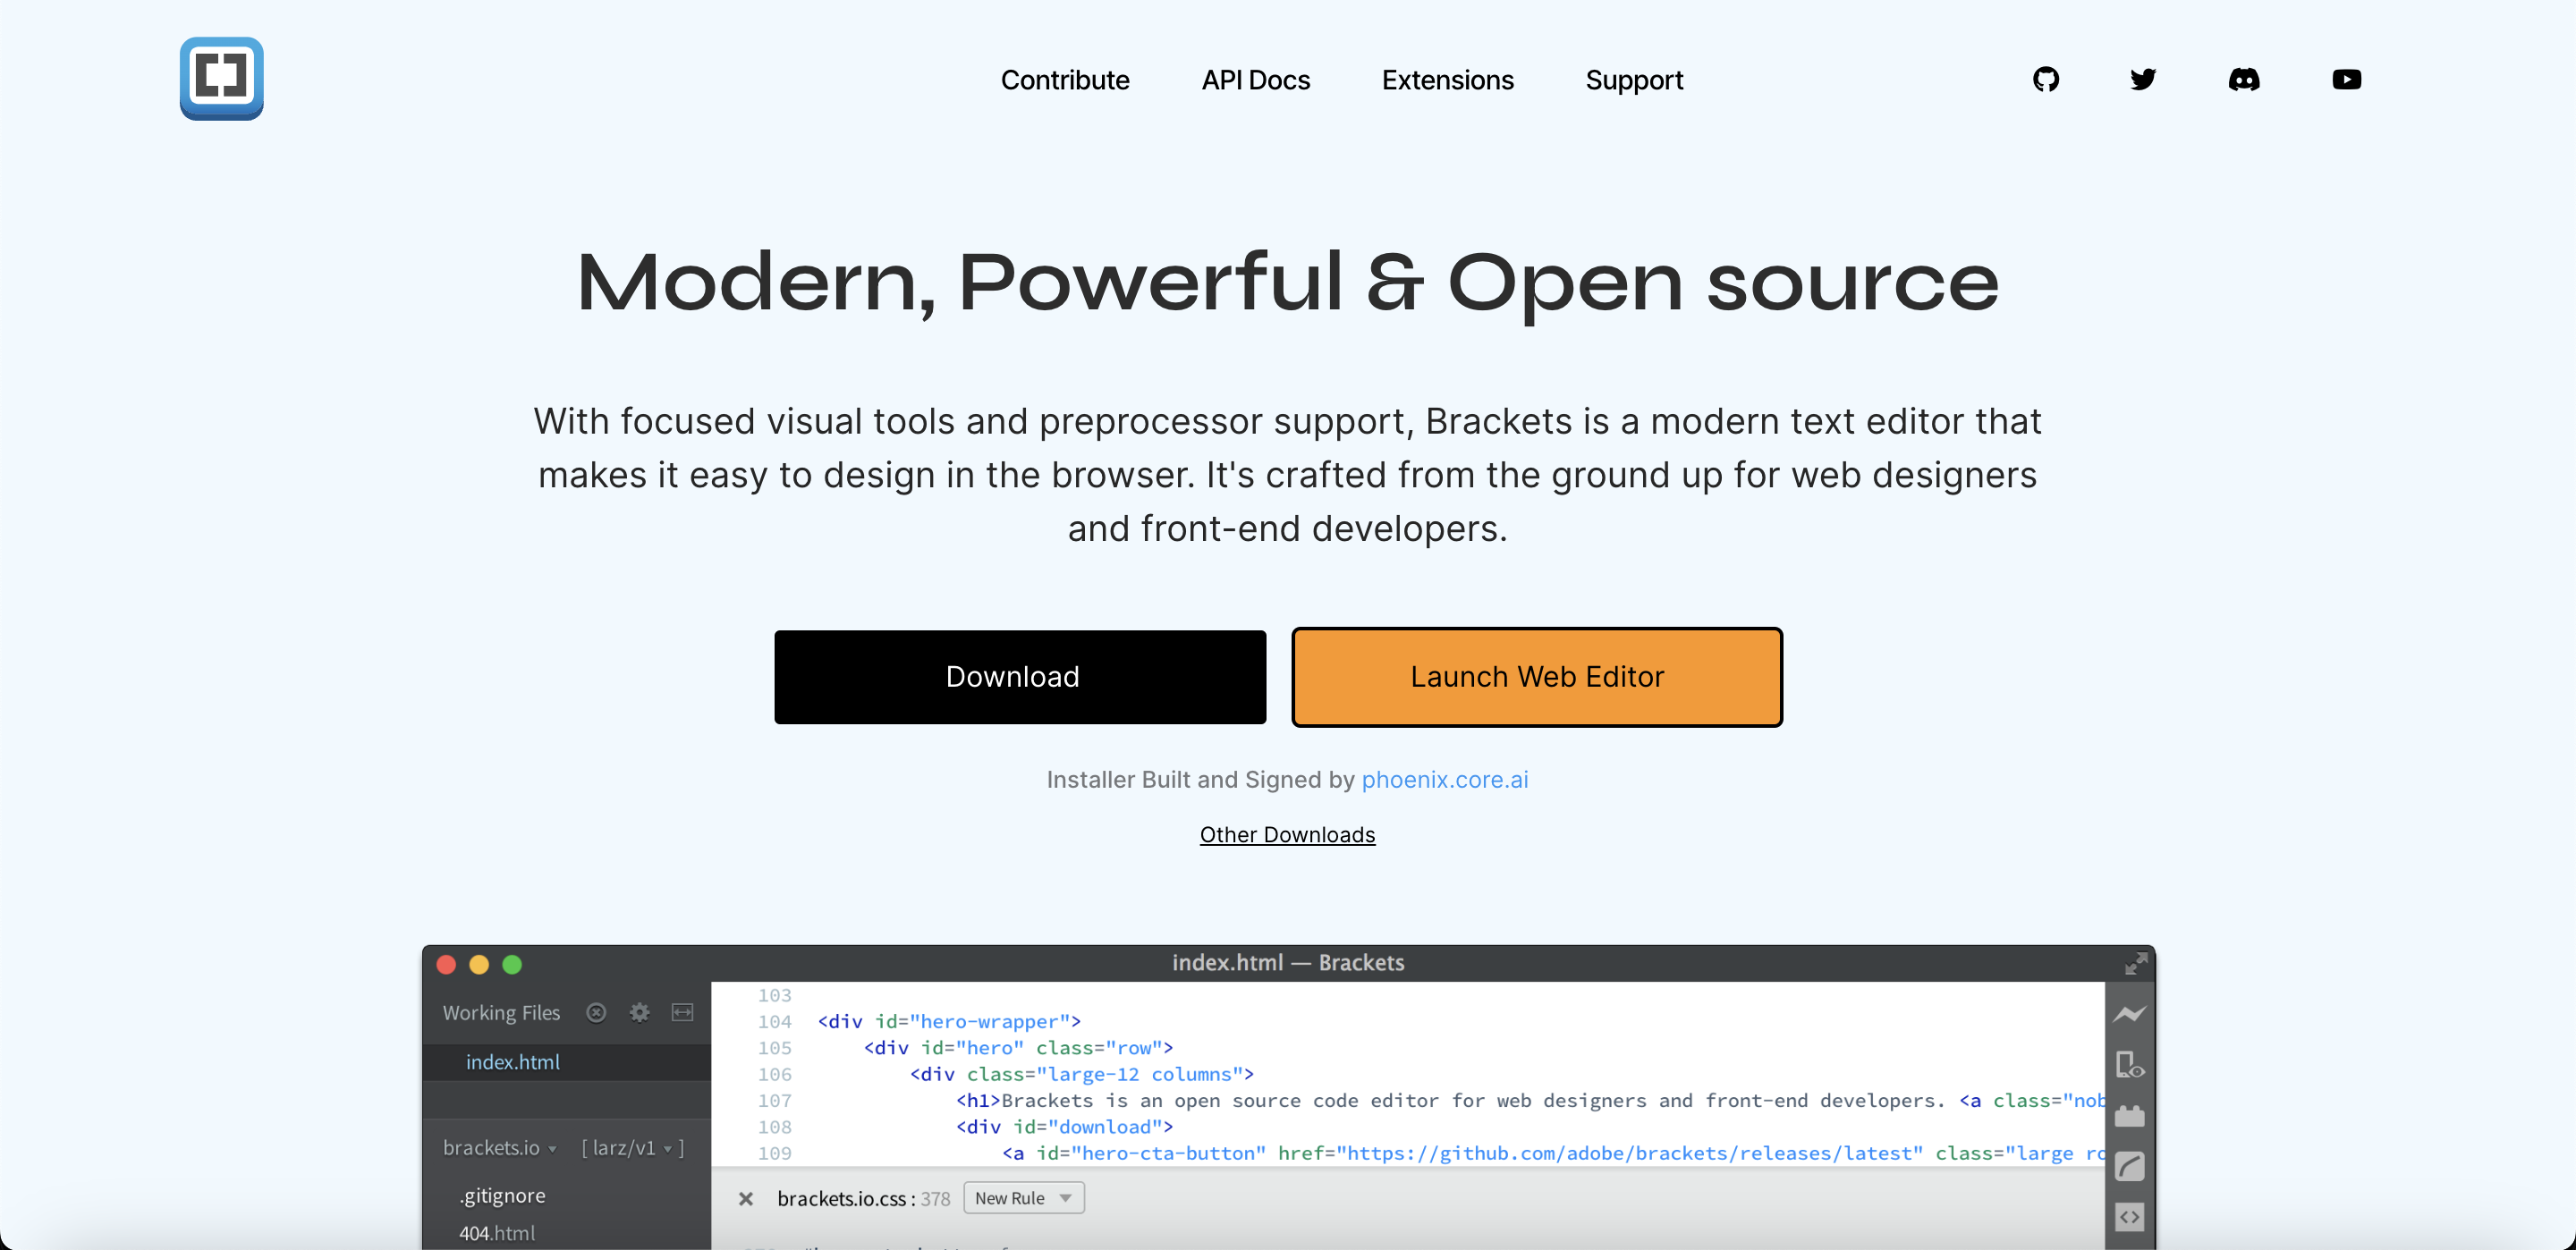 Contribute API Docs Extensions Support
Modern, Powerful & Open source
With focused visual tools and preprocessor support, Brackets is a modern text editor that
makes it easy to design in the browser. It's crafted from the ground up for web designers
and front-end developers.
Download
Launch Web Editor
Installer Built and Signed by phoenix.core.ai
Other Downloads
index.html — Brackets
Working Files
index.html
brackets.io [ larz/v1 ]
.gitignore
404.html
103
104 <div id="hero-wrapper">
105 <div id="hero" class="row">
106 <div class="large-12 columns">
107 <h1>Brackets is an open source code editor for web designers and front-end developers. <a class="nob
108 <div id="download">
109 <a id="hero-cta-button" href="https://github.com/adobe/brackets/releases/latest" class="large ro
brackets.io.css : 378 New Rule